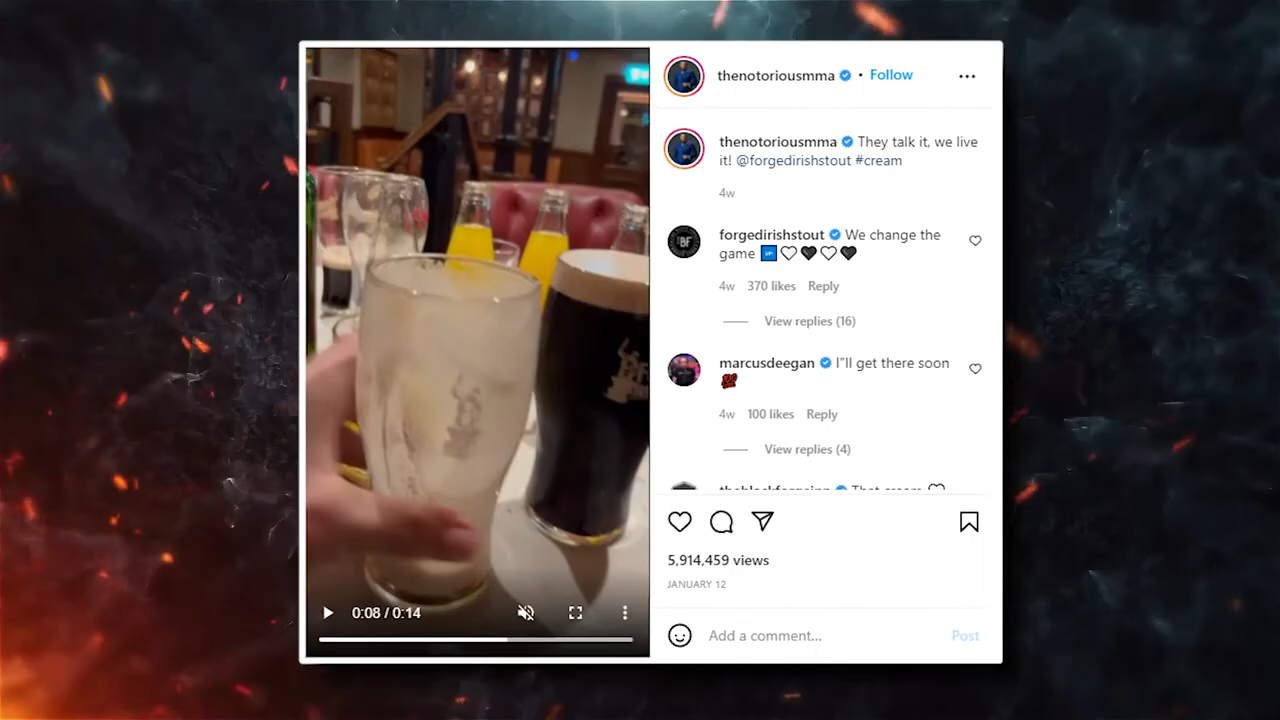 thenotoriousmma • Follow
thenotoriousmma They talk it, we live
it! @forgedirishstout #cream
4w
forgedirishstout We change the
game 🆙🤍🖤🤍🖤
4w 370 likes Reply
View replies (16)
marcusdeegan I"ll get there soon
💯
4w 100 likes Reply
View replies (4)
5,914,459 views
JANUARY 12
0:08 / 0:14
Add a comment... Post